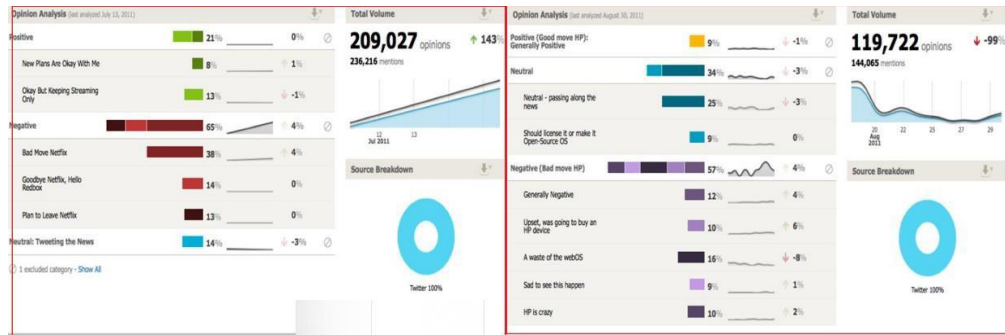 Opinion Analysis (last analyzed July 13, 2011)
Positive 21% 0%
New Plans Are Okay With Me 8% 1%
Okay But Keeping Streaming
Only 13% -1%
Negative 65% 4%
Bad Move Netflix 38% 4%
Goodbye Netflix, Hello
Redbox 14% 0%
Plan to Leave Netflix 13% 0%
Neutral: Tweeting the News 14% -3%
1 excluded category - Show All
Total Volume
209,027 opinions 143%
236,216 mentions
12 13
Jul 2011
Source Breakdown
Twitter 100%
Opinion Analysis (last analyzed August 30, 2011)
Positive (Good move HP):
Generally Positive 9% -1%
Neutral 34% -3%
Neutral - passing along the
news 25% -3%
Should license it or make it
Open-Source OS 9% 0%
Negative (Bad move HP) 57% 4%
Generally Negative 12% 4%
Upset, was going to buy an
HP device 10% 6%
A waste of the webOS 16% -8%
Sad to see this happen 9% 1%
HP is crazy 10% 2%
Total Volume
119,722 opinions -99%
144,065 mentions
20 22 25 27 29
Aug
2011
Source Breakdown
Twitter 100%